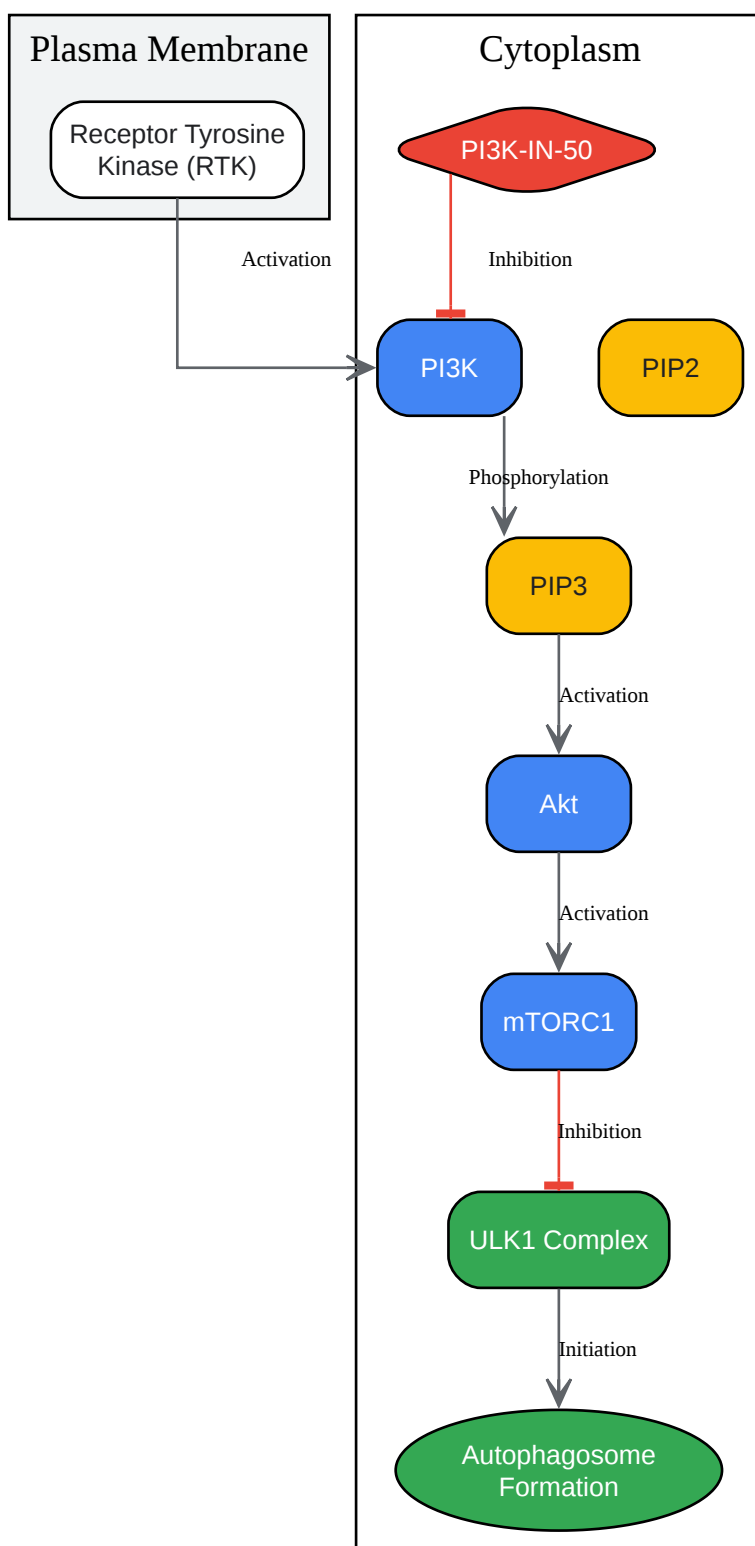 Plasma Membrane
Cytoplasm
Receptor Tyrosine
Kinase (RTK)
PI3K-IN-50
Activation
Inhibition
PI3K
PIP2
Phosphorylation
PIP3
Activation
Akt
Activation
mTORC1
Inhibition
ULK1 Complex
Initiation
Autophagosome
Formation